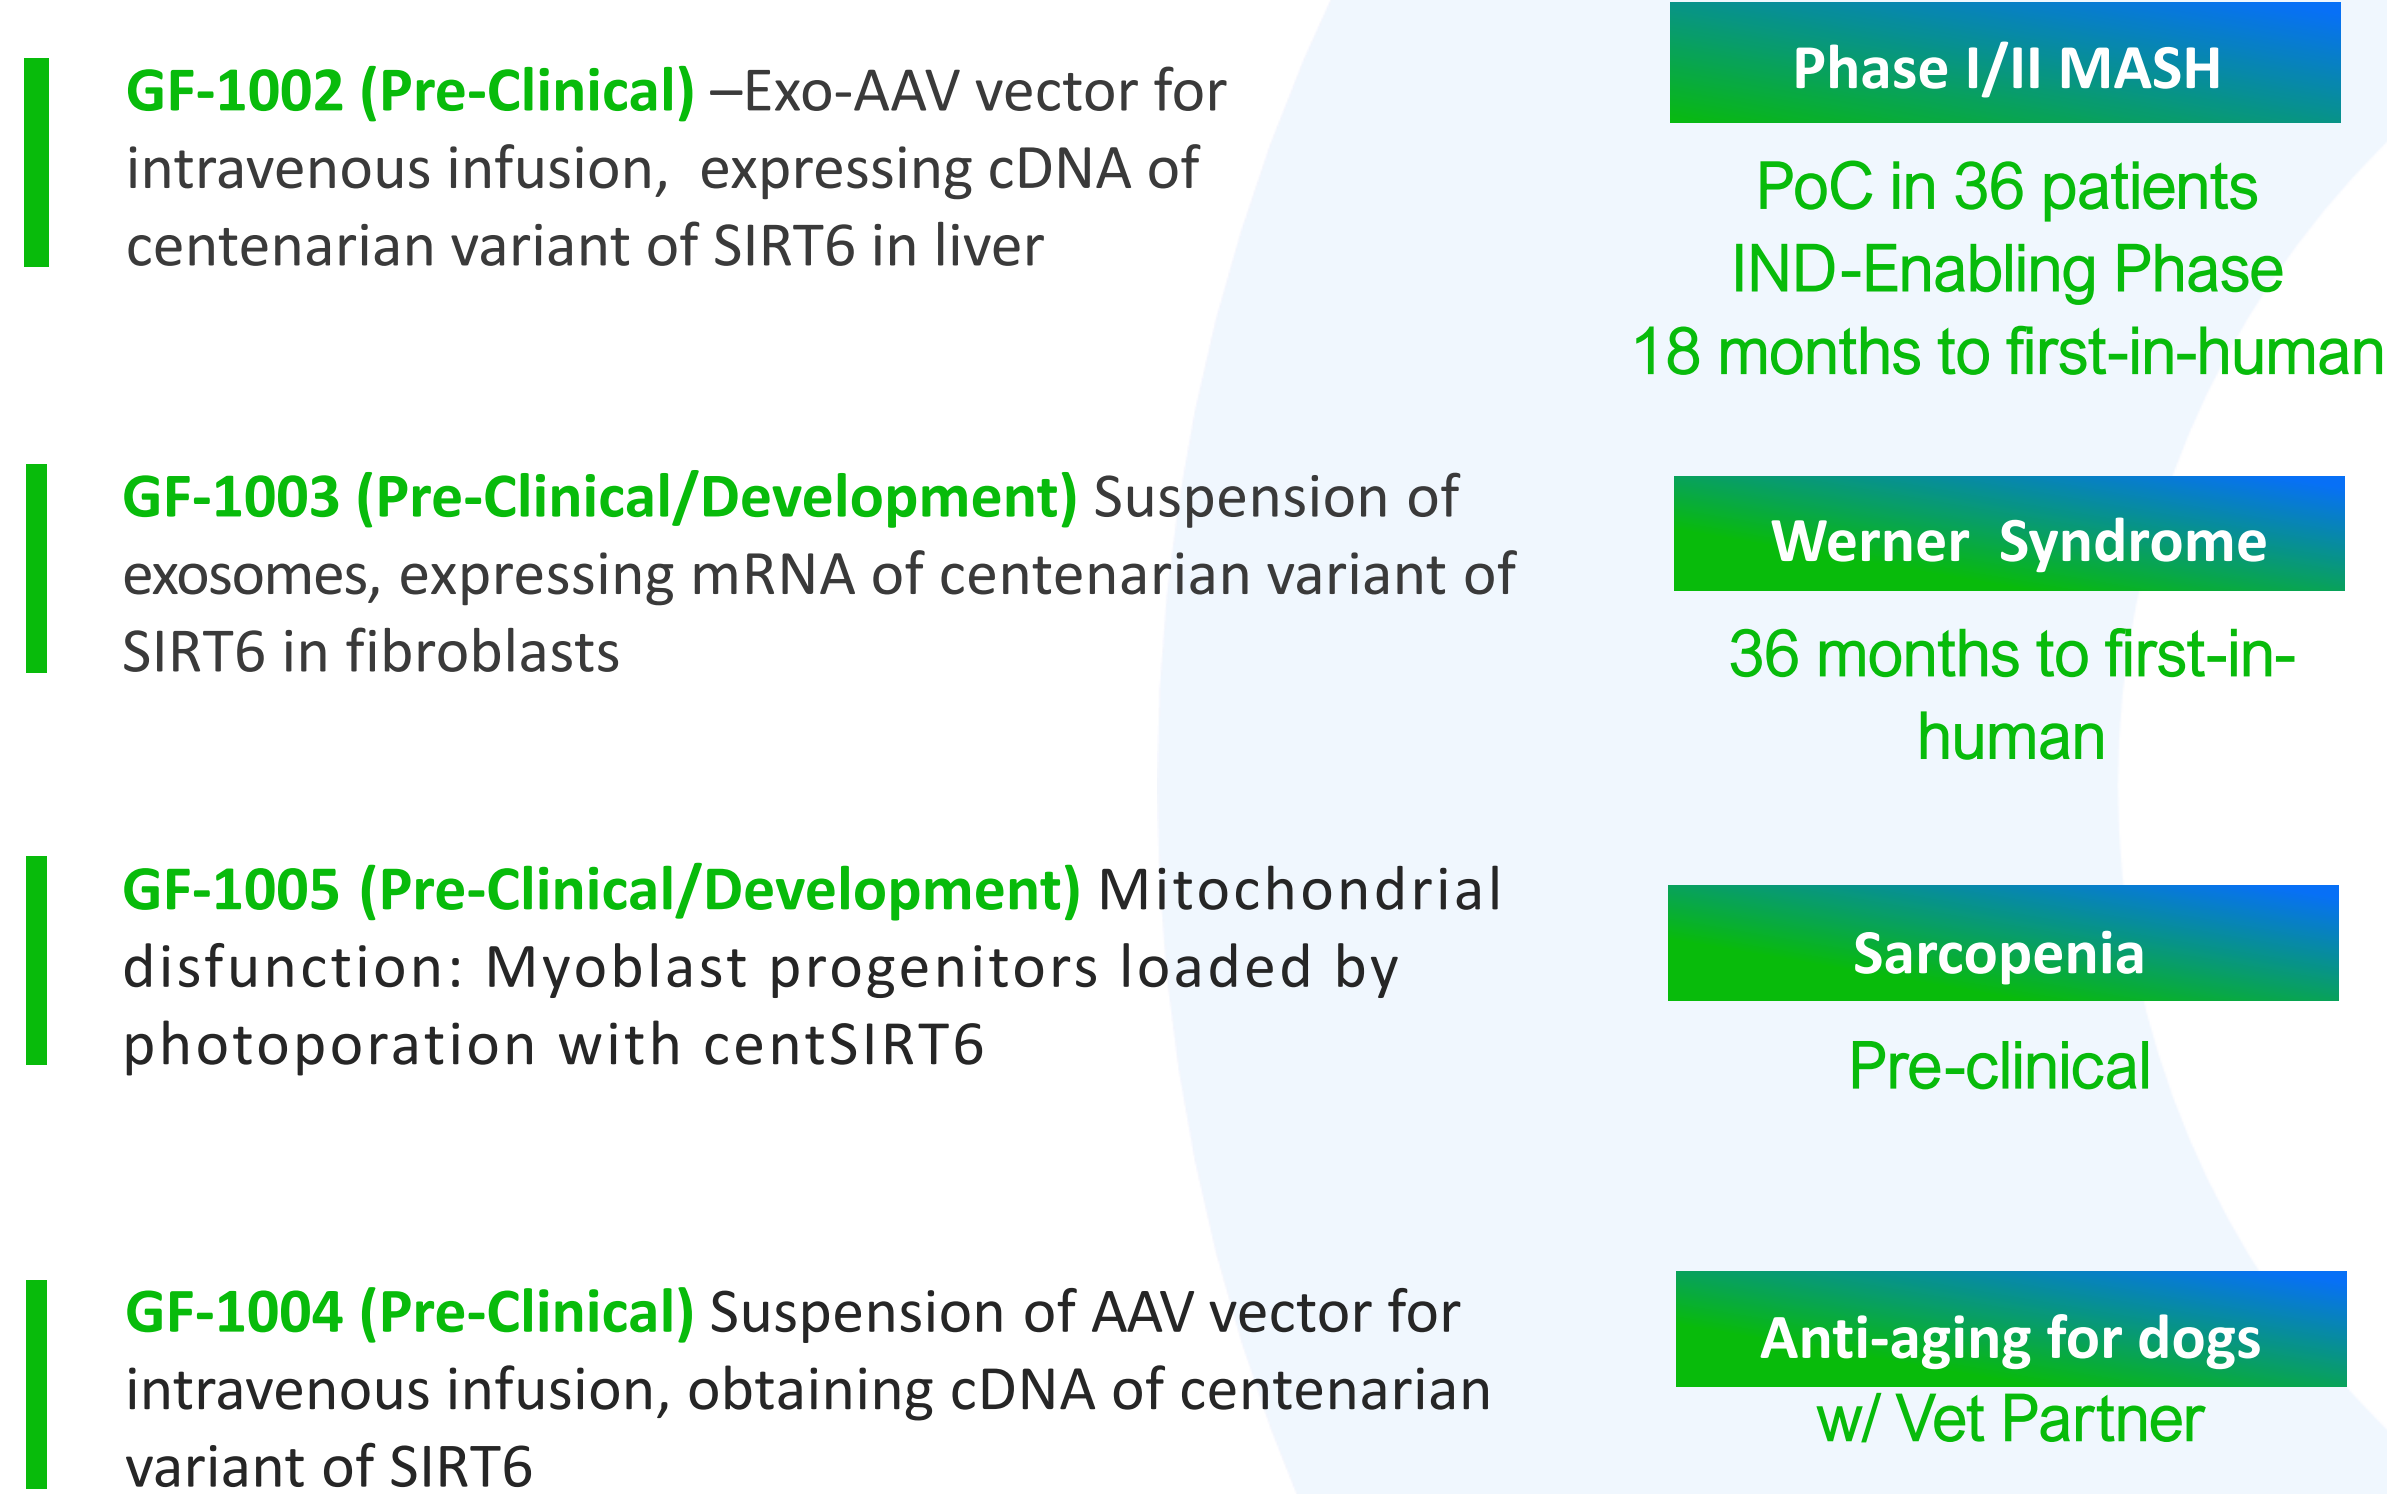 GF-1002 (Pre-Clinical) –Exo-AAV vector for
intravenous infusion, expressing cDNA of
centenarian variant of SIRT6 in liver
Phase I/II MASH
PoC in 36 patients
IND-Enabling Phase
18 months to first-in-human
GF-1003 (Pre-Clinical/Development) Suspension of
exosomes, expressing mRNA of centenarian variant of
SIRT6 in fibroblasts
Werner Syndrome
36 months to first-in-
human
GF-1005 (Pre-Clinical/Development) Mitochondrial
disfunction: Myoblast progenitors loaded by
photoporation with centSIRT6
Sarcopenia
Pre-clinical
GF-1004 (Pre-Clinical) Suspension of AAV vector for
intravenous infusion, obtaining cDNA of centenarian
variant of SIRT6
Anti-aging for dogs
w/ Vet Partner